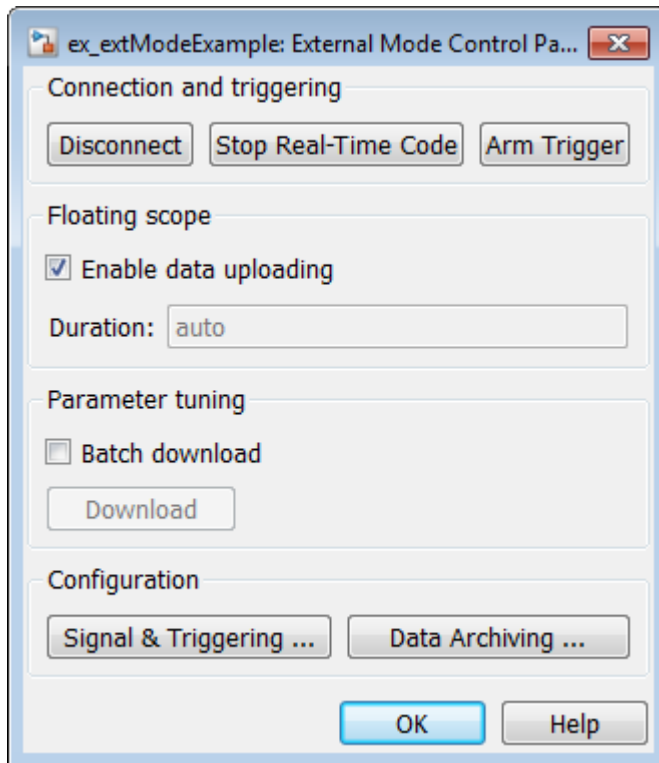 ex_extModeExample: External Mode Control Pa...
Connection and triggering
Disconnect Stop Real-Time Code Arm Trigger
Floating scope
Enable data uploading
Duration: auto
Parameter tuning
Batch download
Download
Configuration
Signal & Triggering ... Data Archiving ...
OK Help